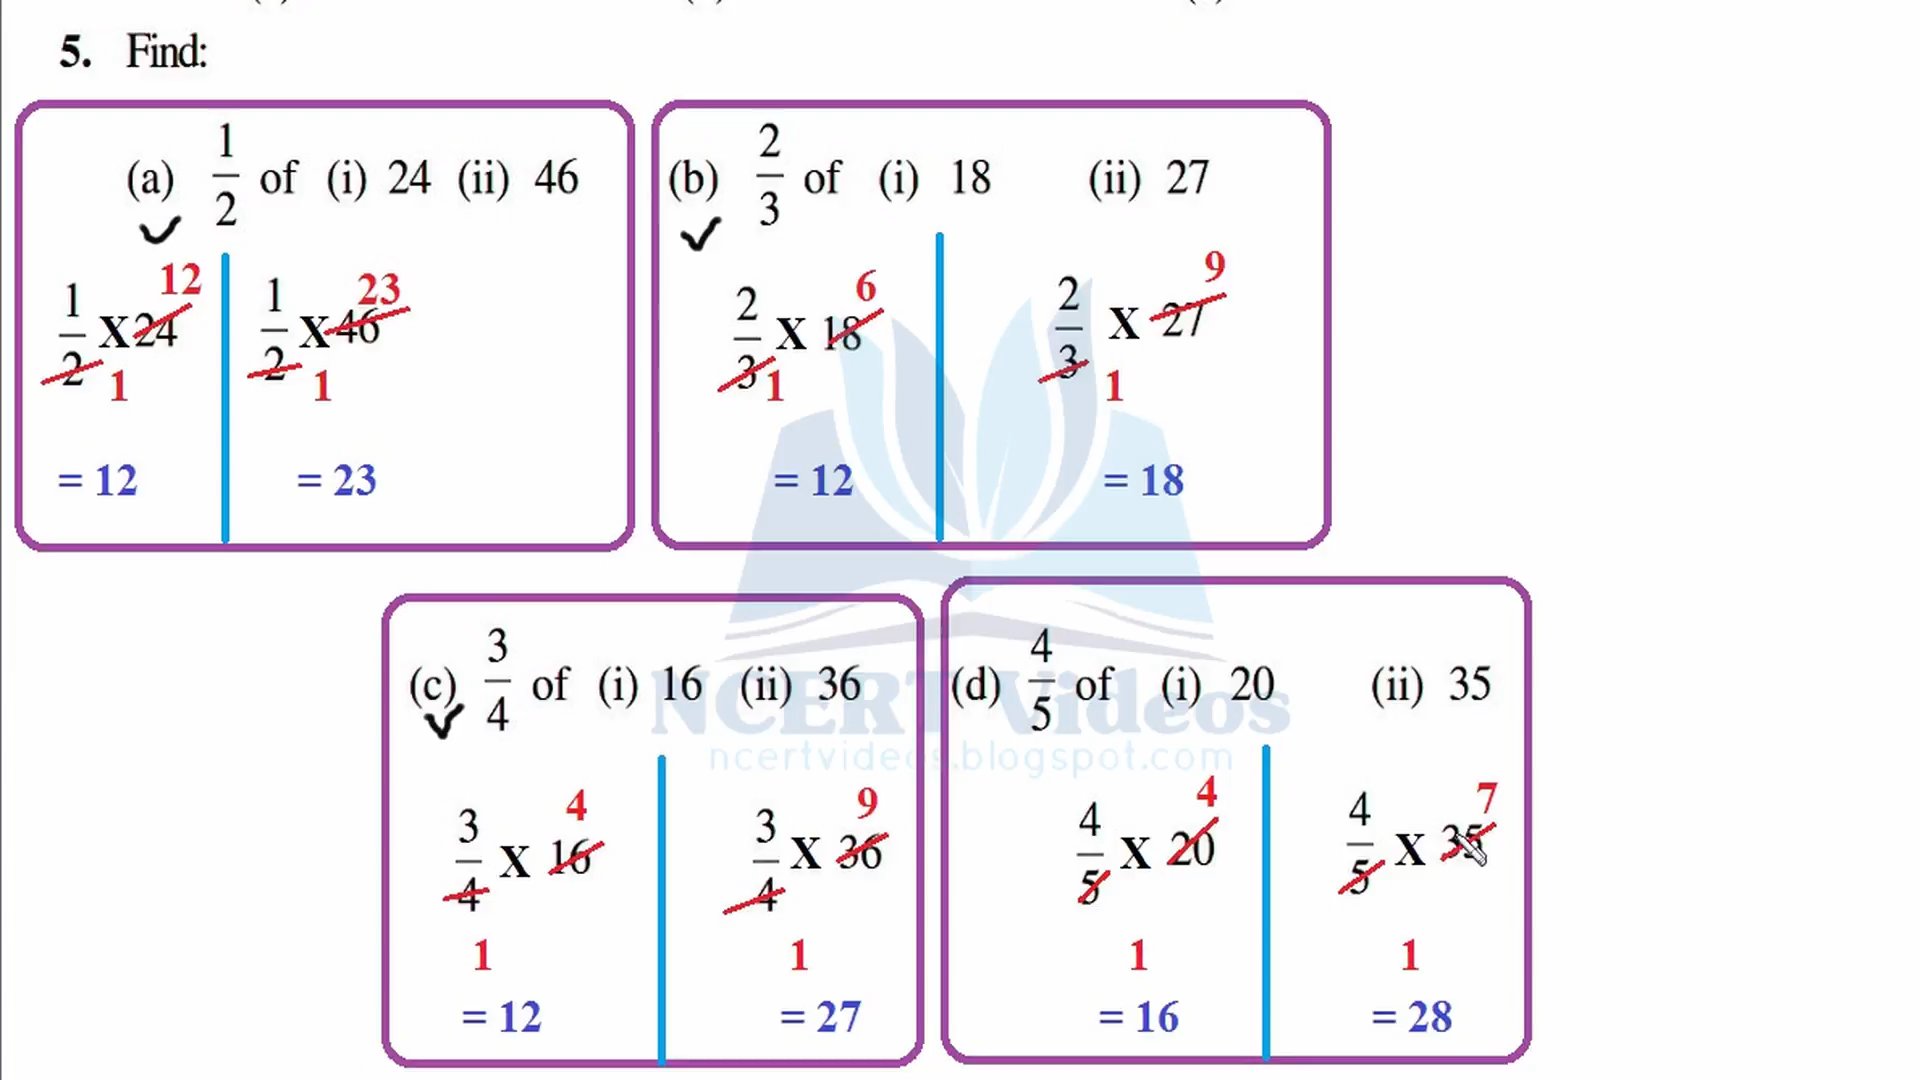 5. Find:
(a) 1/2 of (i) 24 (ii) 46
1/2 X 24 12 1
= 12
1/2 X 46 23 1
= 23
(b) 2/3 of (i) 18 (ii) 27
2/3 X 18 6 1
= 12
2/3 X 27 9 1
= 18
(c) 3/4 of (i) 16 (ii) 36
3/4 X 16 4 1
= 12
3/4 X 36 9 1
= 27
(d) 4/5 of (i) 20 (ii) 35
4/5 X 20 4 1
= 16
4/5 X 35 7 1
= 28
NCERT Videos
ncertvideos.blogspot.com